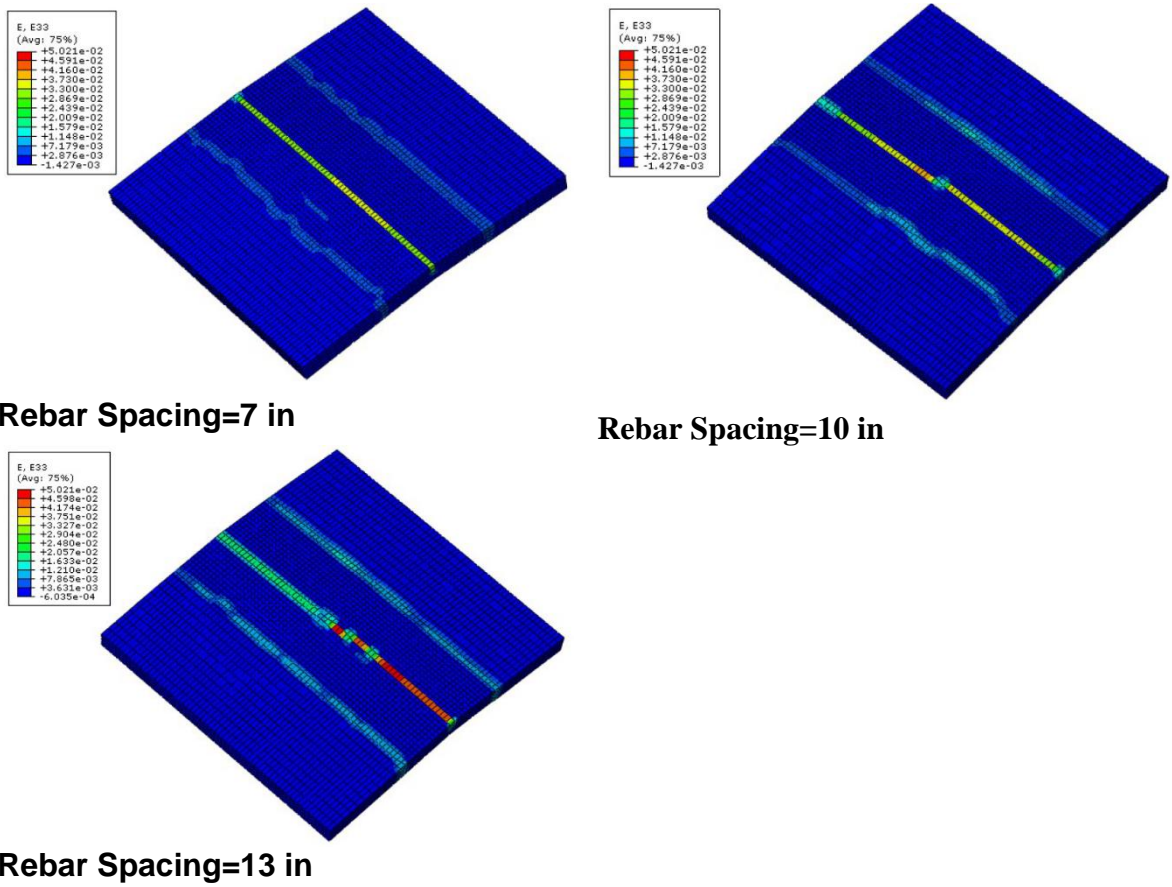 E, E33
(Avg: 75%)
+5.021e-02
+4.591e-02
+4.160e-02
+3.730e-02
+3.300e-02
+2.869e-02
+2.439e-02
+2.009e-02
+1.579e-02
+1.148e-02
+7.179e-03
+2.876e-03
-1.427e-03
Rebar Spacing=7 in
E, E33
(Avg: 75%)
+5.021e-02
+4.591e-02
+4.160e-02
+3.730e-02
+3.300e-02
+2.869e-02
+2.439e-02
+2.009e-02
+1.579e-02
+1.148e-02
+7.179e-03
+2.876e-03
-1.427e-03
Rebar Spacing=10 in
E, E33
(Avg: 75%)
+5.021e-02
+4.598e-02
+4.174e-02
+3.751e-02
+3.327e-02
+2.904e-02
+2.480e-02
+2.057e-02
+1.633e-02
+1.210e-02
+7.865e-03
+3.631e-03
-6.035e-04
Rebar Spacing=13 in